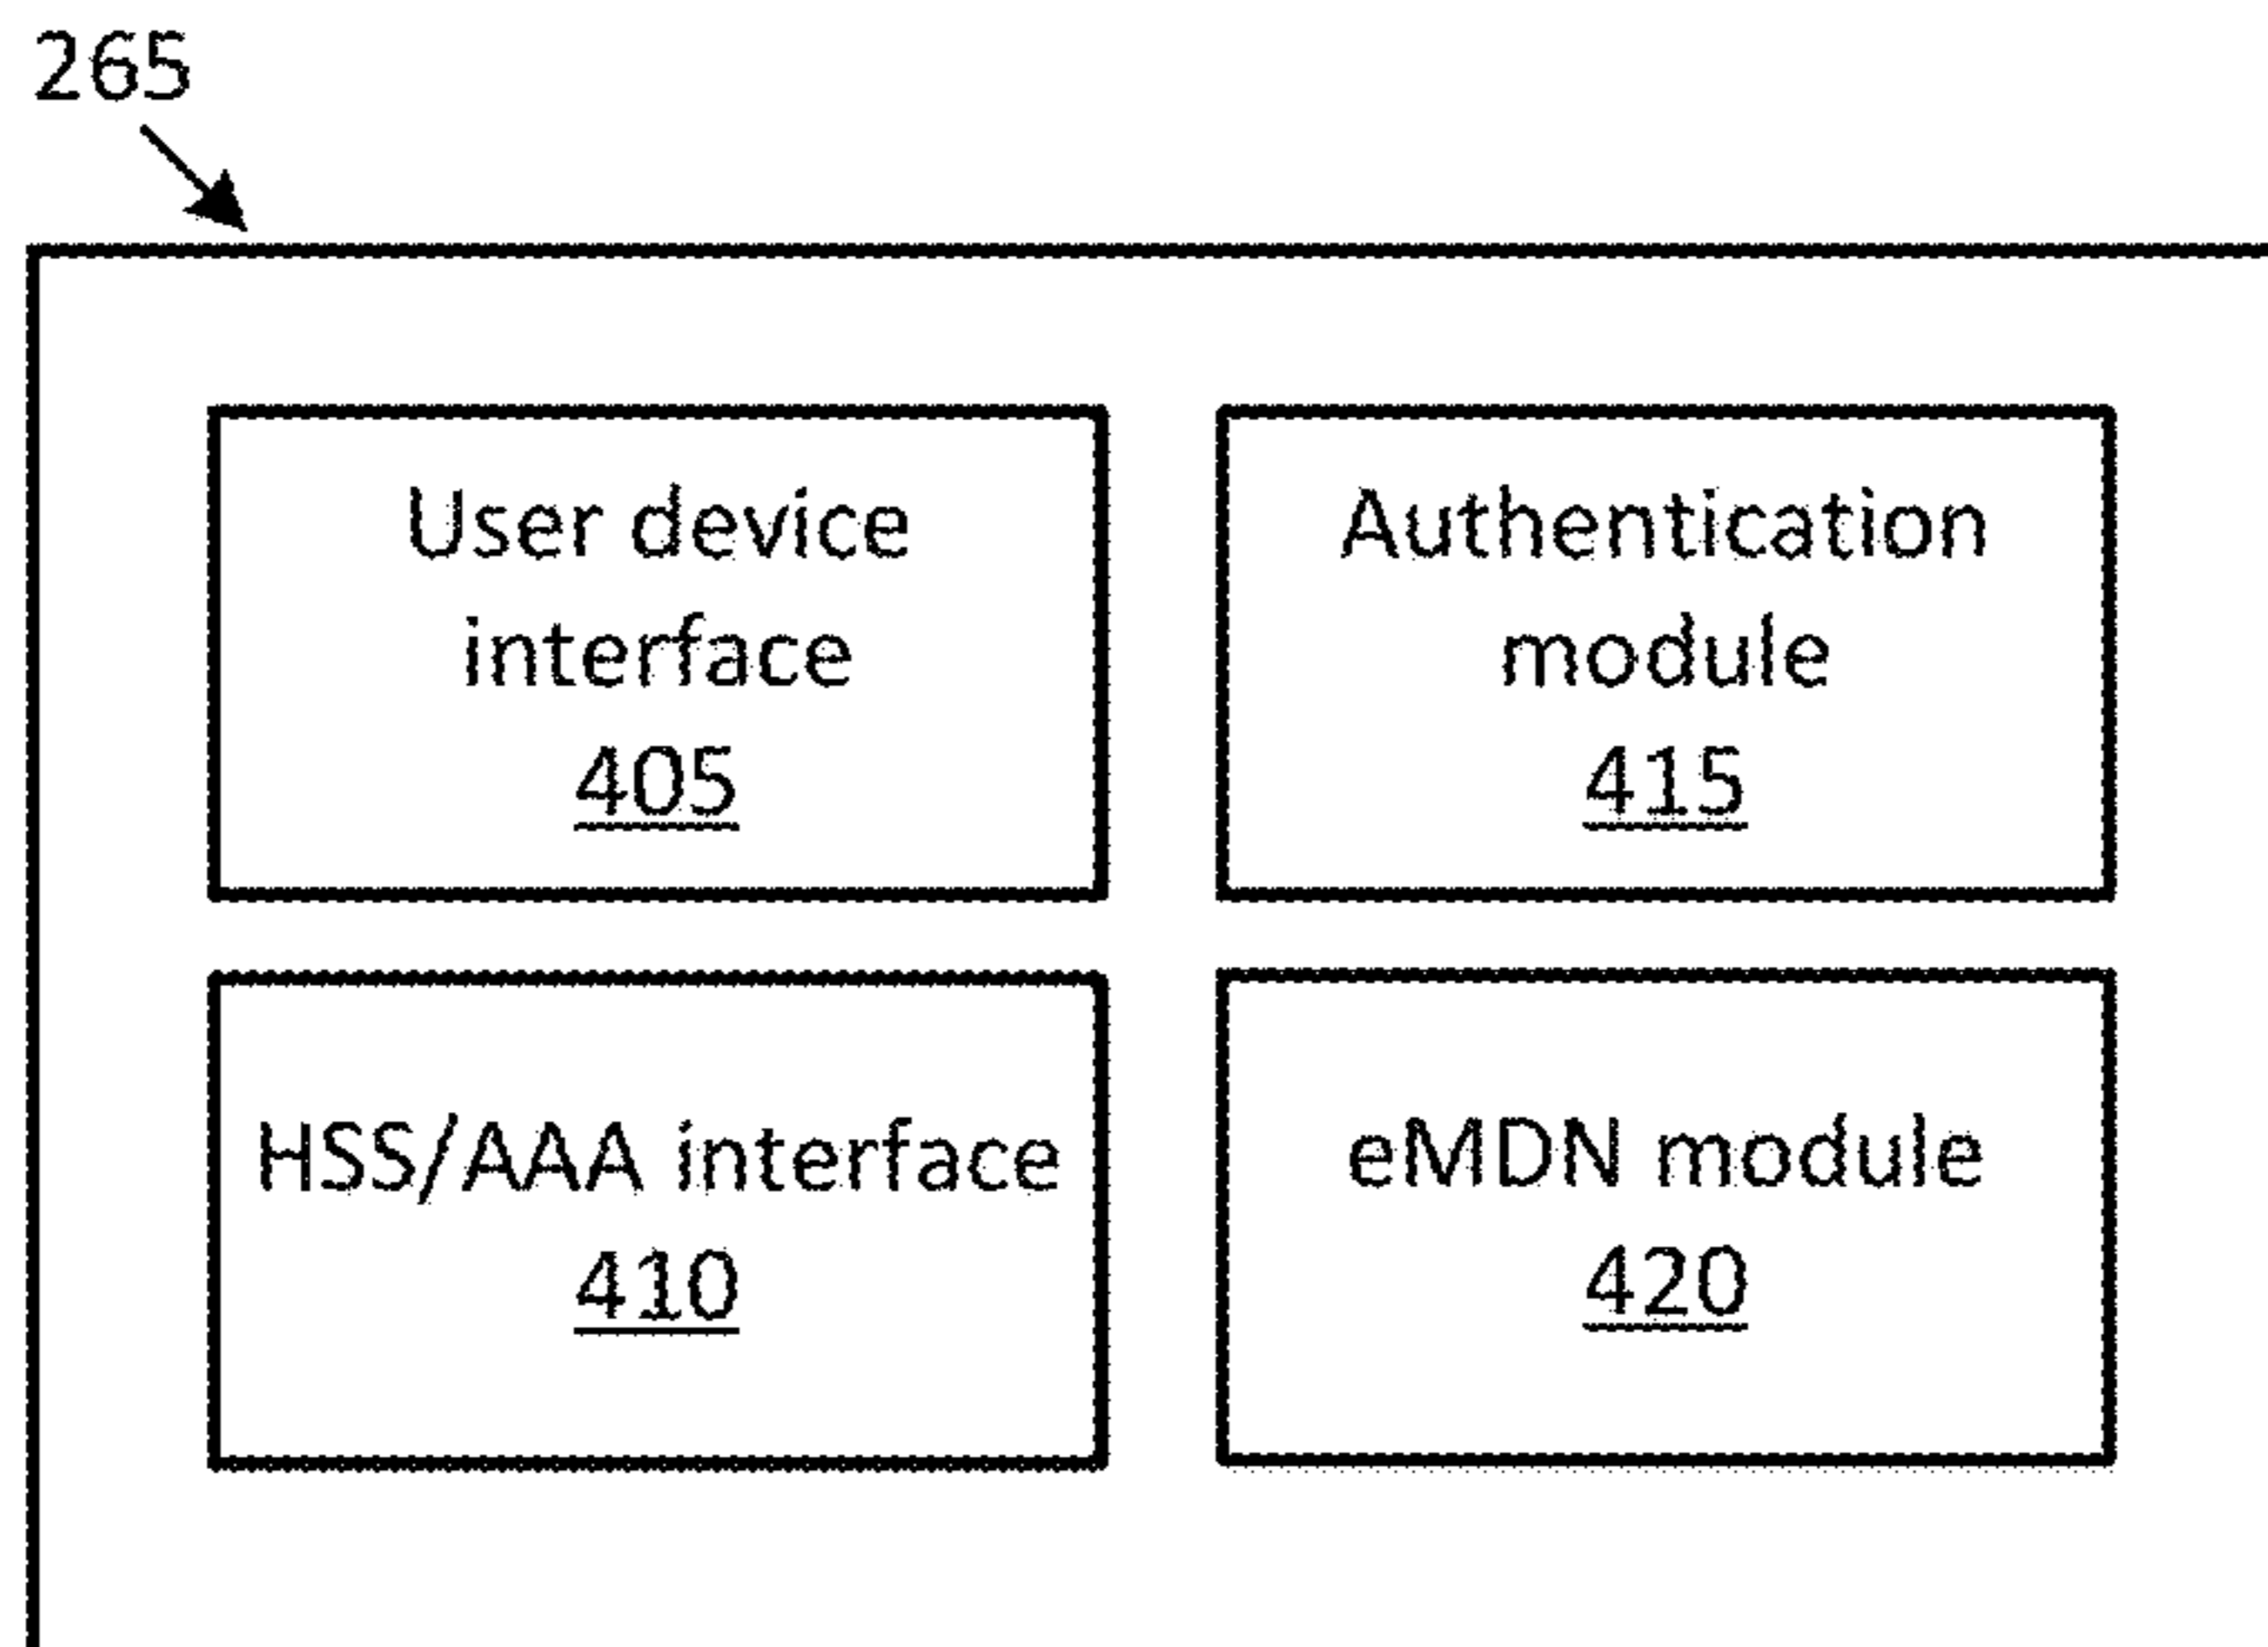 265
User device
interface
405
Authentication
module
415
HSS/AAA interface
410
eMDN module
420